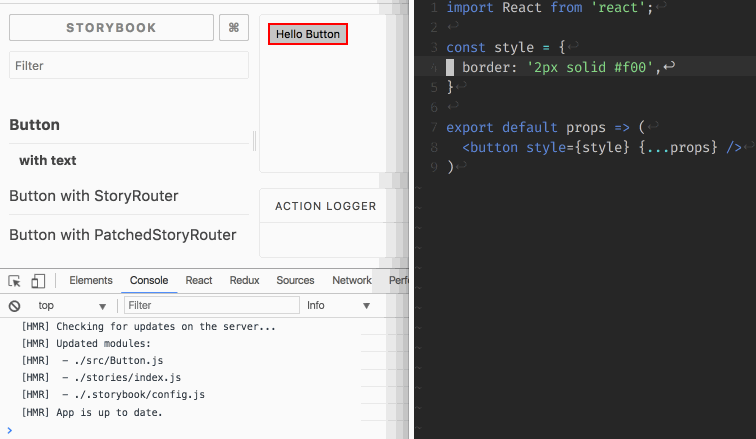 STORYBOOK
⌘
Filter
Button
with text
Button with StoryRouter
Button with PatchedStoryRouter
Hello Button
ACTION LOGGER
Elements Console React Redux Sources Network
top Filter Info
[HMR] Checking for updates on the server...
[HMR] Updated modules:
[HMR]  - ./src/Button.js
[HMR]  - ./stories/index.js
[HMR]  - ./.storybook/config.js
[HMR] App is up to date.
>
1 import React from 'react';↩
2 ↩
3 const style = {↩
4   border: '2px solid #f00',↩
5 }↩
6 ↩
7 export default props => (↩
8   <button style={style} {...props} />↩
9 )↩
~
~
~
~
~
~
~
~
~
~
~
~
~